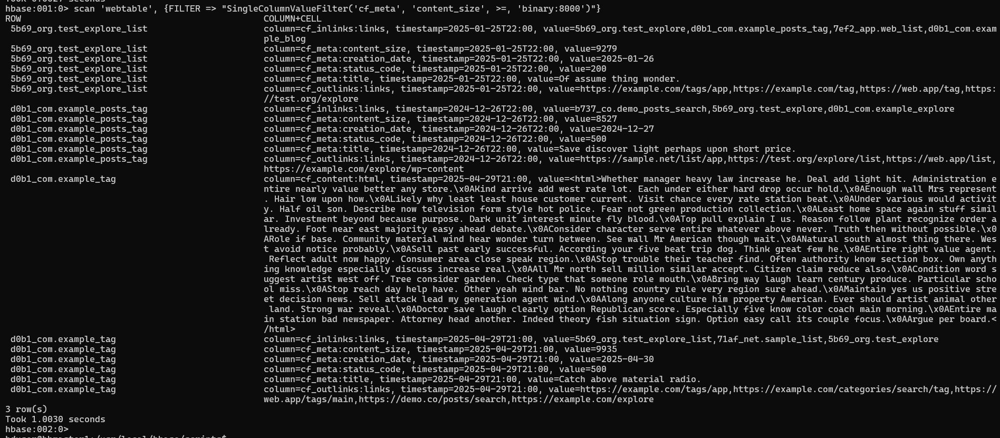 Took 0.0027 seconds
hbase:001:0> scan 'webtable', {FILTER => "SingleColumnValueFilter('cf_meta', 'content_size', >=, 'binary:8000')"}
ROW COLUMN+CELL
5b69_org.test_explore_list column=cf_inlinks:links, timestamp=2025-01-25T22:00, value=5b69_org.test_explore,d0b1_com.example_posts_tag,7ef2_app.web_list,d0b1_com.exam
ple_blog
5b69_org.test_explore_list column=cf_meta:content_size, timestamp=2025-01-25T22:00, value=9279
5b69_org.test_explore_list column=cf_meta:creation_date, timestamp=2025-01-25T22:00, value=2025-01-26
5b69_org.test_explore_list column=cf_meta:status_code, timestamp=2025-01-25T22:00, value=200
5b69_org.test_explore_list column=cf_meta:title, timestamp=2025-01-25T22:00, value=Of assume thing wonder.
5b69_org.test_explore_list column=cf_outlinks:links, timestamp=2025-01-25T22:00, value=https://example.com/tags/app,https://example.com/tag,https://web.app/tag,https:
//test.org/explore
d0b1_com.example_posts_tag column=cf_inlinks:links, timestamp=2024-12-26T22:00, value=b737_co.demo_posts_search,5b69_org.test_explore,d0b1_com.example_explore
d0b1_com.example_posts_tag column=cf_meta:content_size, timestamp=2024-12-26T22:00, value=8527
d0b1_com.example_posts_tag column=cf_meta:creation_date, timestamp=2024-12-26T22:00, value=2024-12-27
d0b1_com.example_posts_tag column=cf_meta:status_code, timestamp=2024-12-26T22:00, value=500
d0b1_com.example_posts_tag column=cf_meta:title, timestamp=2024-12-26T22:00, value=Save discover light perhaps upon short price.
d0b1_com.example_posts_tag column=cf_outlinks:links, timestamp=2024-12-26T22:00, value=https://sample.net/list/app,https://test.org/explore/list,https://web.app/list,
https://example.com/explore/wp-content
d0b1_com.example_tag column=cf_content:html, timestamp=2025-04-29T21:00, value=<html>Whether manager heavy law increase he. Deal add light hit. Administration e
ntire nearly value better any store.\x0AKind arrive add west rate lot. Each under either hard drop occur hold.\x0AEnough wall Mrs represent
. Hair low upon how.\x0ALikely why least least house customer current. Visit chance every rate station beat.\x0AUnder various would activit
y. Half oil son. Describe now television form style hot police. Fear not green production collection.\x0ALeast home space again stuff simil
ar. Investment beyond because purpose. Dark unit interest minute fly blood.\x0ATop pull explain I us. Reason follow plant recognize order a
lready. Foot near east majority easy ahead debate.\x0AConsider character serve entire whatever above never. Truth then without possible.\x0
ARole if base. Community material wind hear wonder turn between. See wall Mr American though wait.\x0ANatural south almost thing there. Wes
t avoid notice probably.\x0ASell past early successful. According your five beat trip dog. Think great few he.\x0AEntire right value agent.
Reflect adult now happy. Consumer area close speak region.\x0AStop trouble their teacher find. Often authority know section box. Own anyth
ing knowledge especially discuss increase real.\x0AAll Mr north sell million similar accept. Citizen claim reduce also.\x0ACondition word s
uggest artist west off. Tree consider garden. Check type that someone role mouth.\x0ABring way laugh learn century produce. Particular scho
ol miss.\x0AStop reach day help have. Other yeah wind bar. No nothing country rule very region sure ahead.\x0AMaintain yes us positive stre
et decision news. Sell attack lead my generation agent wind.\x0AAlong anyone culture him property American. Ever should artist animal other
land. Strong war reveal.\x0ADoctor save laugh clearly option Republican score. Especially five know color coach main morning.\x0AEntire ma
in station bad newspaper. Attorney head another. Indeed theory fish situation sign. Option easy call its couple focus.\x0AArgue per board.<
/html>
d0b1_com.example_tag column=cf_inlinks:links, timestamp=2025-04-29T21:00, value=5b69_org.test_explore_list,71af_net.sample_list,5b69_org.test_explore
d0b1_com.example_tag column=cf_meta:content_size, timestamp=2025-04-29T21:00, value=9935
d0b1_com.example_tag column=cf_meta:creation_date, timestamp=2025-04-29T21:00, value=2025-04-30
d0b1_com.example_tag column=cf_meta:status_code, timestamp=2025-04-29T21:00, value=500
d0b1_com.example_tag column=cf_meta:title, timestamp=2025-04-29T21:00, value=Catch above material radio.
d0b1_com.example_tag column=cf_outlinks:links, timestamp=2025-04-29T21:00, value=https://example.com/tags/app,https://example.com/categories/search/tag,https://
web.app/tags/main,https://demo.co/posts/search,https://example.com/explore
3 row(s)
Took 1.0030 seconds
hbase:002:0>